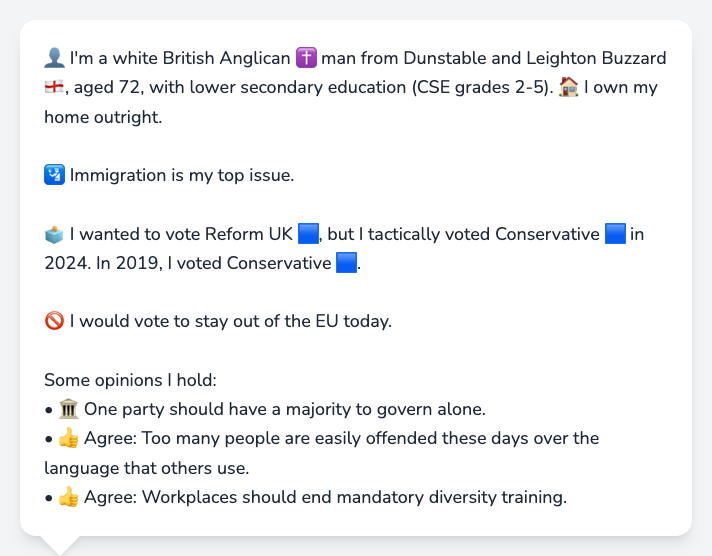 👤 I'm a white British Anglican ✝️ man from Dunstable and Leighton Buzzard
🏴󠁧󠁢󠁥󠁮󠁧󠁿, aged 72, with lower secondary education (CSE grades 2-5). 🏠 I own my
home outright.
🛂 Immigration is my top issue.
🗳️ I wanted to vote Reform UK 🟦, but I tactically voted Conservative 🟦 in
2024. In 2019, I voted Conservative 🟦.
🚫 I would vote to stay out of the EU today.
Some opinions I hold:
• 🏛️ One party should have a majority to govern alone.
• 👍 Agree: Too many people are easily offended these days over the
language that others use.
• 👍 Agree: Workplaces should end mandatory diversity training.